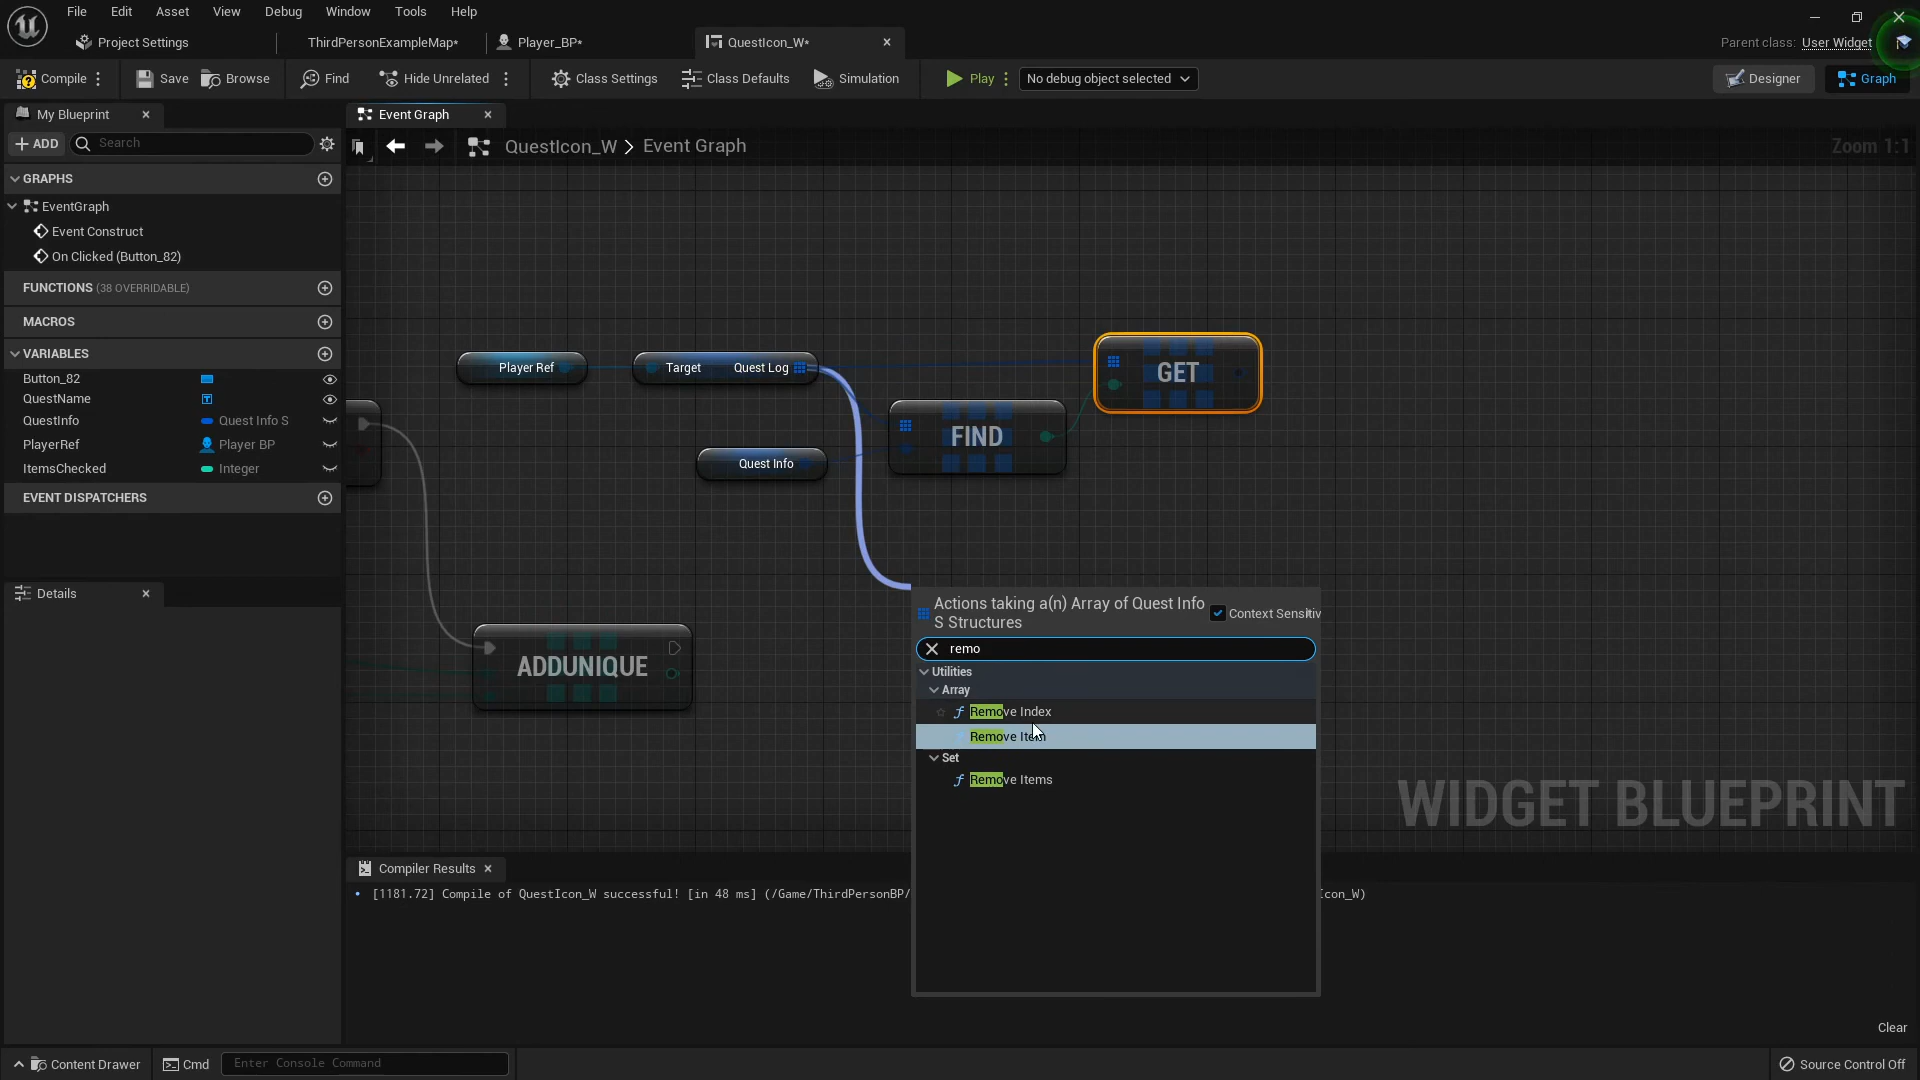 File Edit Asset View Debug Window Tools Help
Project Settings
ThirdPersonExampleMap*
Player_BP*
QuestIcon_W*
Parent class: User Widget
Compile
Save
Browse
Find
Hide Unrelated
Class Settings
Class Defaults
Simulation
Play
No debug object selected
Designer
Graph
My Blueprint
Event Graph
ADD
Search
QuestIcon_W > Event Graph
Zoom 1:1
GRAPHS
EventGraph
Event Construct
On Clicked (Button_82)
FUNCTIONS (38 OVERRIDABLE)
MACROS
VARIABLES
Button_82
QuestName
QuestInfo Quest Info S
PlayerRef Player BP
ItemsChecked Integer
EVENT DISPATCHERS
Details
Player Ref
Target Quest Log
GET
FIND
Quest Info
ADDUNIQUE
Actions taking a(n) Array of Quest Info
S Structures
Context Sensitiv
remo
Utilities
Array
Remove Index
Remove Item
Set
Remove Items
WIDGET BLUEPRINT
Compiler Results
[1181.72] Compile of QuestIcon_W successful! [in 48 ms] (/Game/ThirdPersonBP/
con_W)
Clear
Content Drawer
Cmd
Enter Console Command
Source Control Off